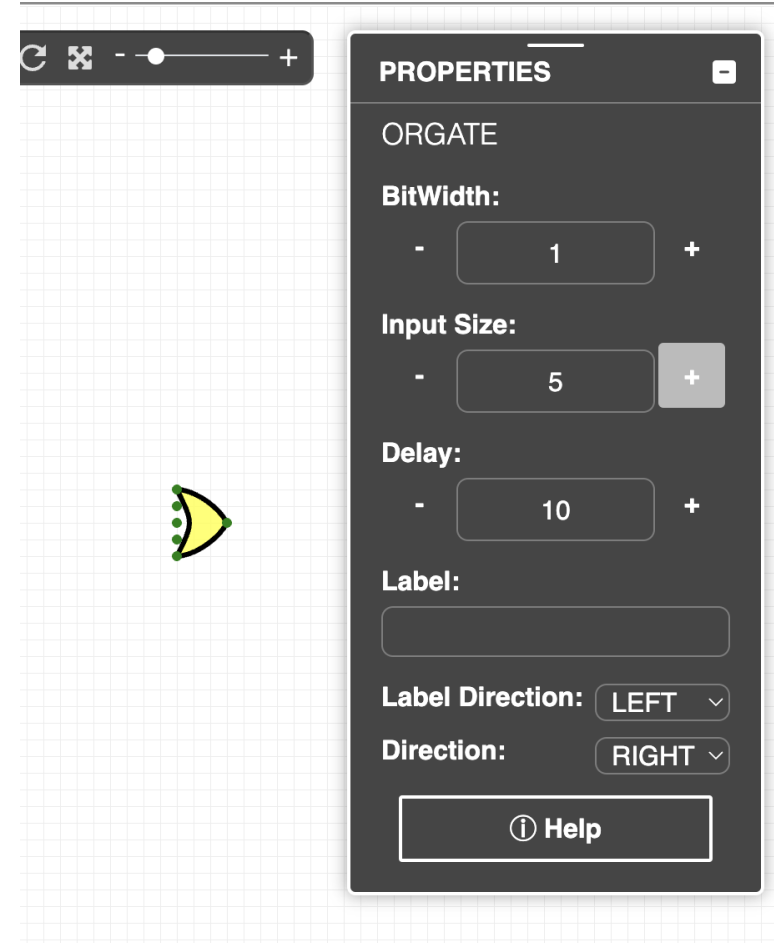 - +
PROPERTIES -
ORGATE
BitWidth:
- 1 +
Input Size:
- 5 +
Delay:
- 10 +
Label:
Label Direction: LEFT
Direction: RIGHT
ⓘ Help